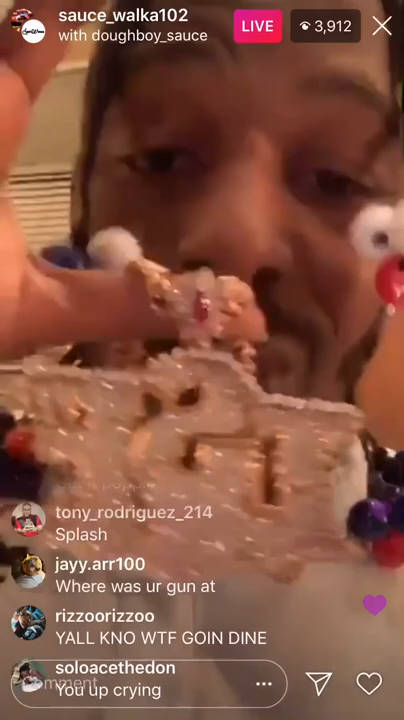 sauce_walka102
with doughboy_sauce
LIVE
3,912
tony_rodriguez_214
Splash
jayy.arr100
Where was ur gun at
rizzoorizzoo
YALL KNO WTF GOIN DINE
soloacethedon
You up crying
Comment